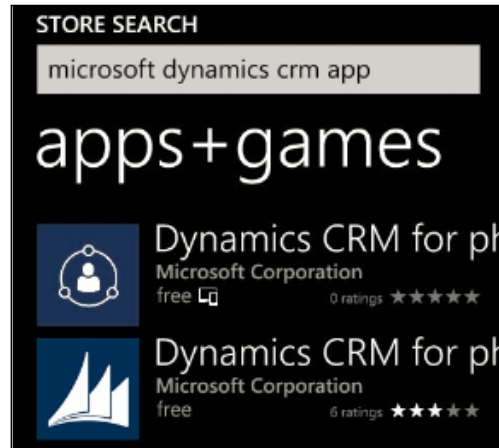 STORE SEARCH
microsoft dynamics crm app
apps+games
Dynamics CRM for ph
Microsoft Corporation
free 0 ratings
Dynamics CRM for ph
Microsoft Corporation
free 6 ratings